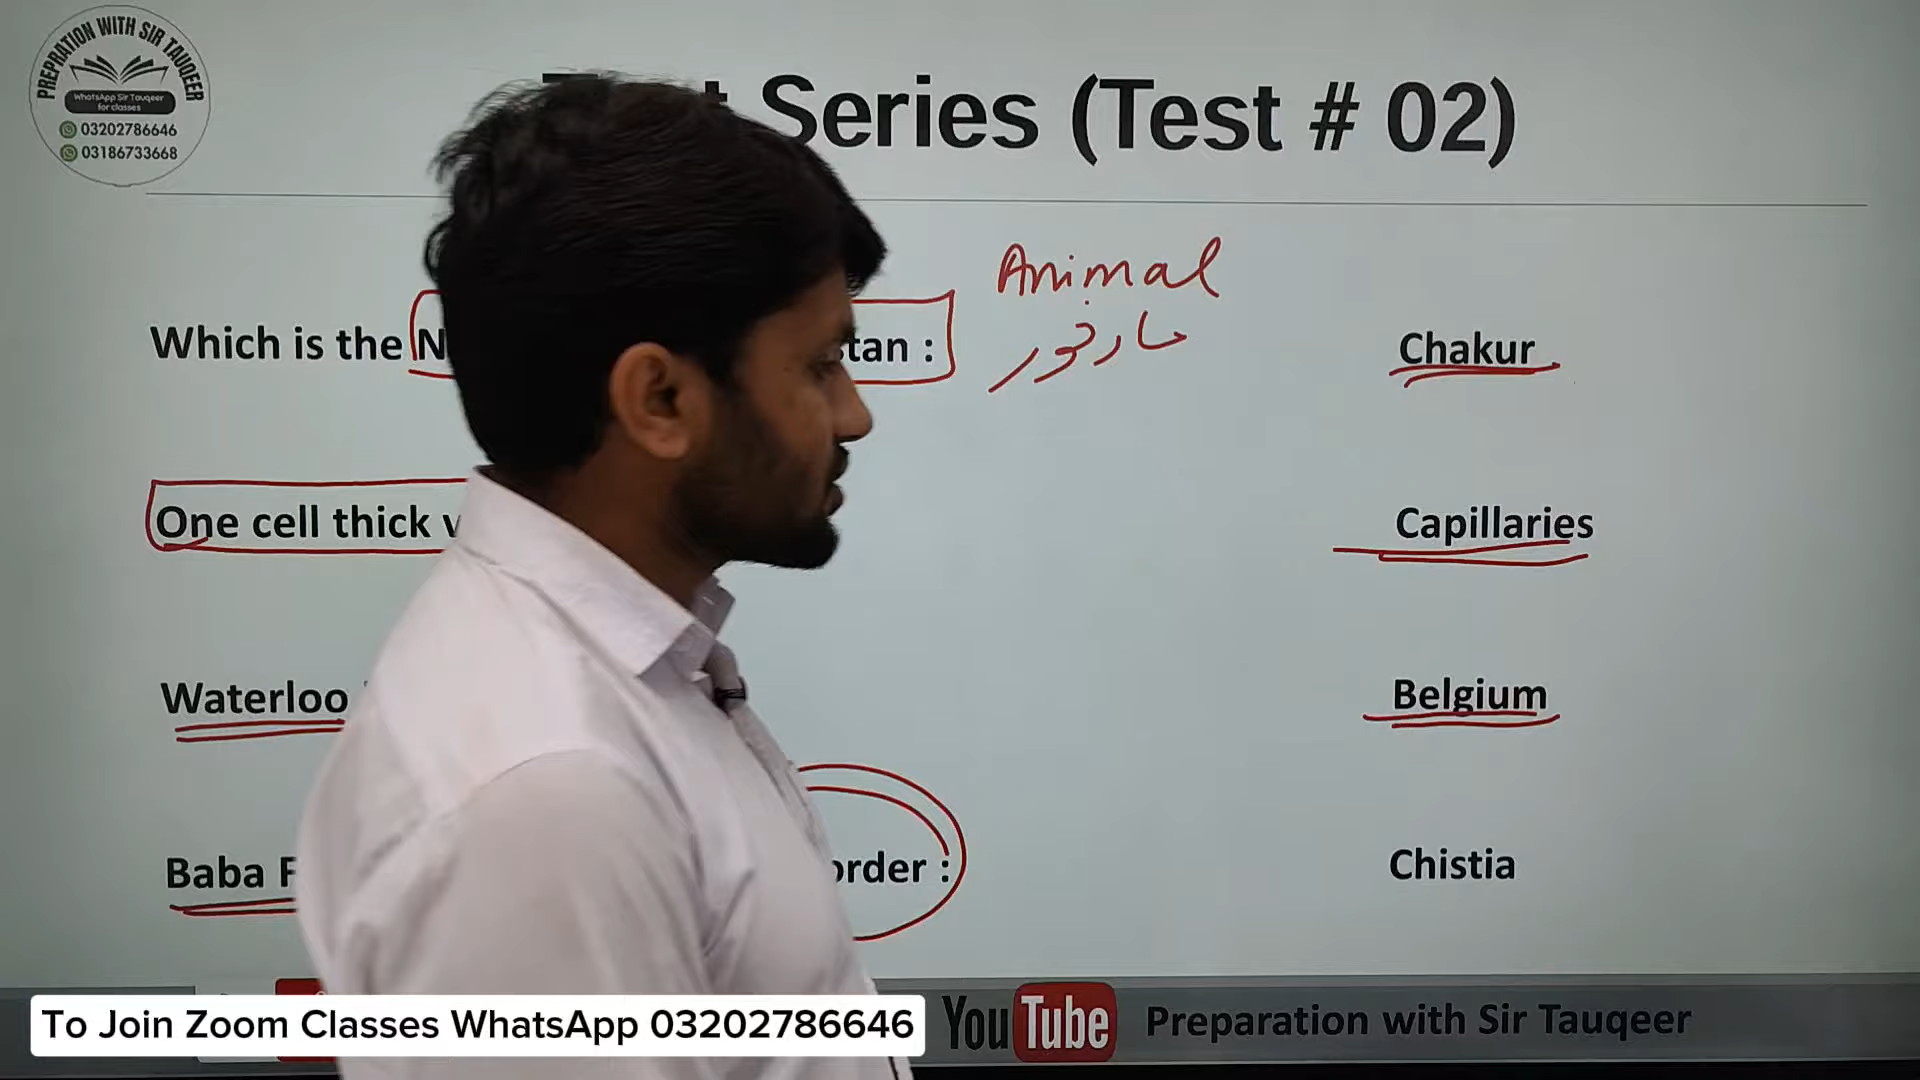 PREPRATION WITH SIR TAUQEER
WhatsApp Sir Tauqeer
for classes
03202786646
03186733668
Series (Test # 02)
Animal
مارخور
Which is the
tan :
Chakur
One cell thick
Capillaries
Waterloo
Belgium
Baba
order :
Chistia
To Join Zoom Classes WhatsApp 03202786646
YouTube
Preparation with Sir Tauqeer